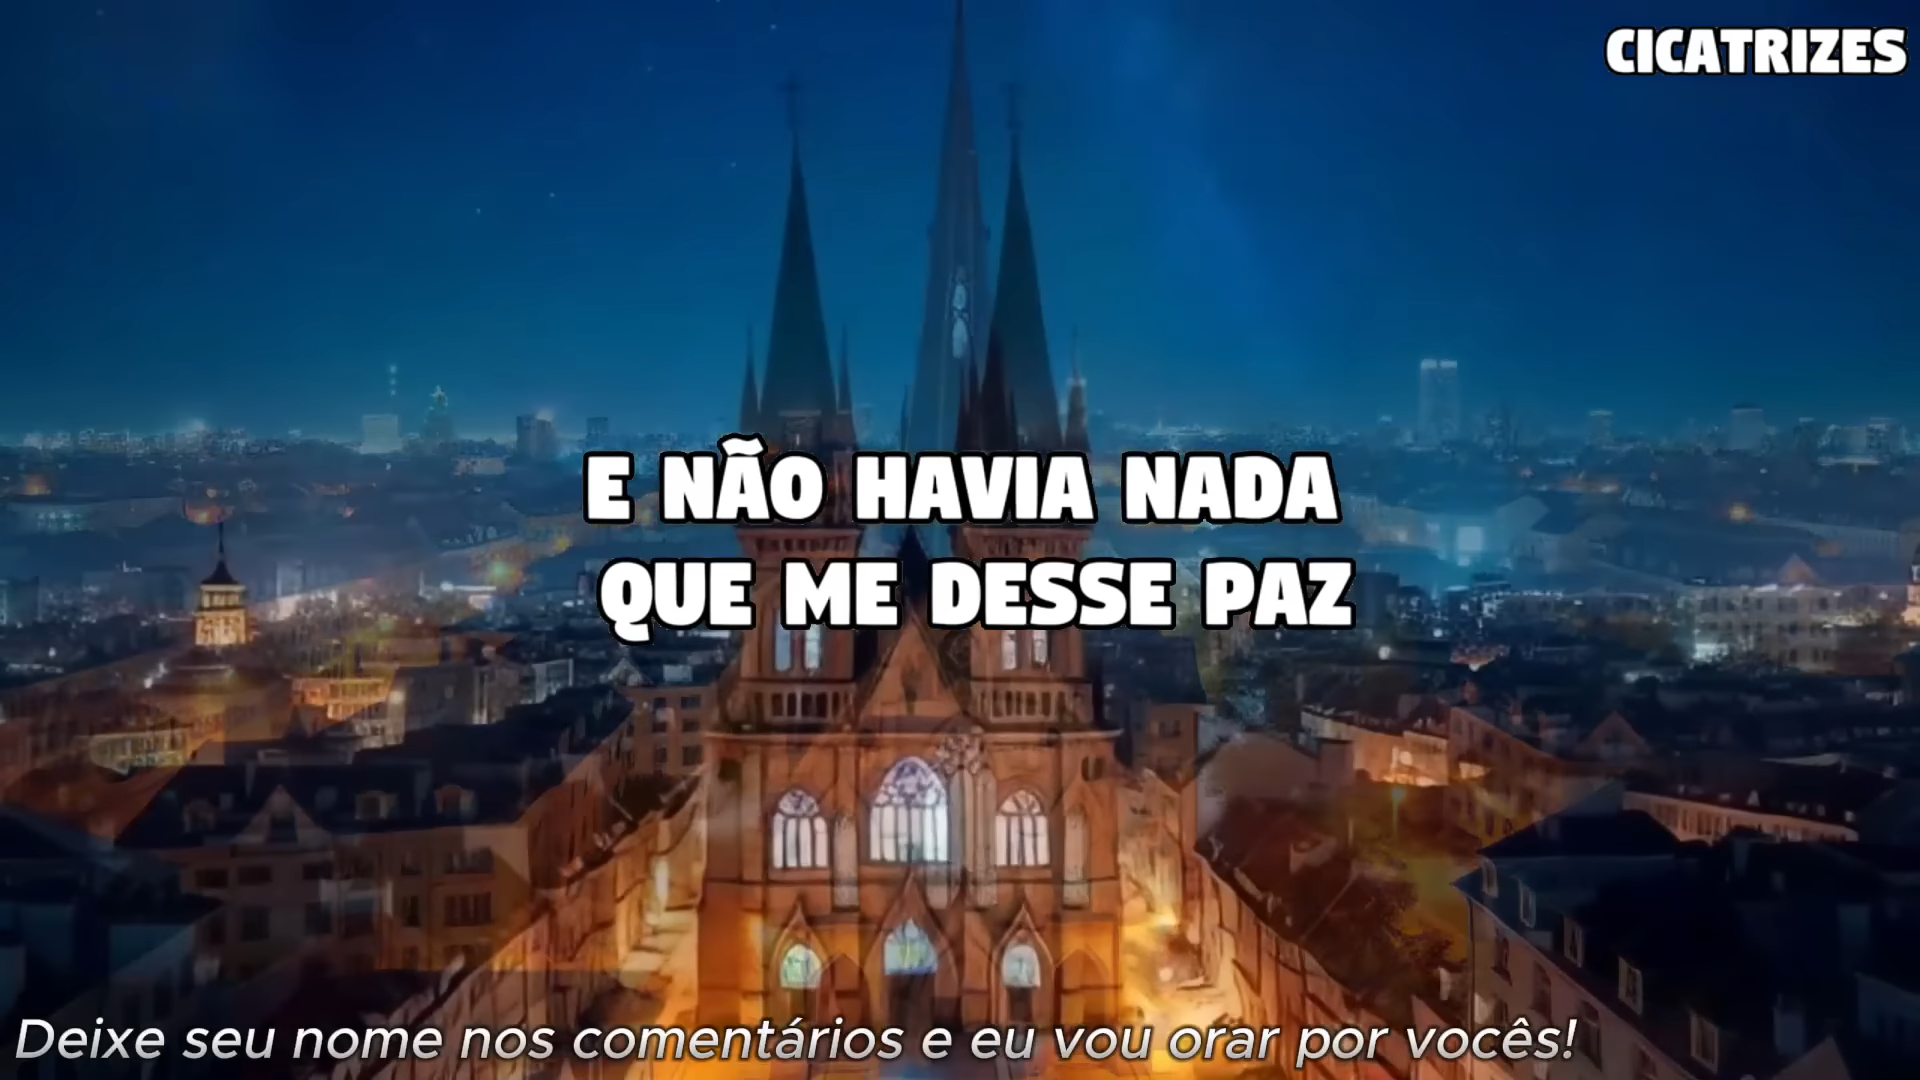 CICATRIZES
E NÃO HAVIA NADA
QUE ME DESSE PAZ
Deixe seu nome nos comentários e eu vou orar por vocês!